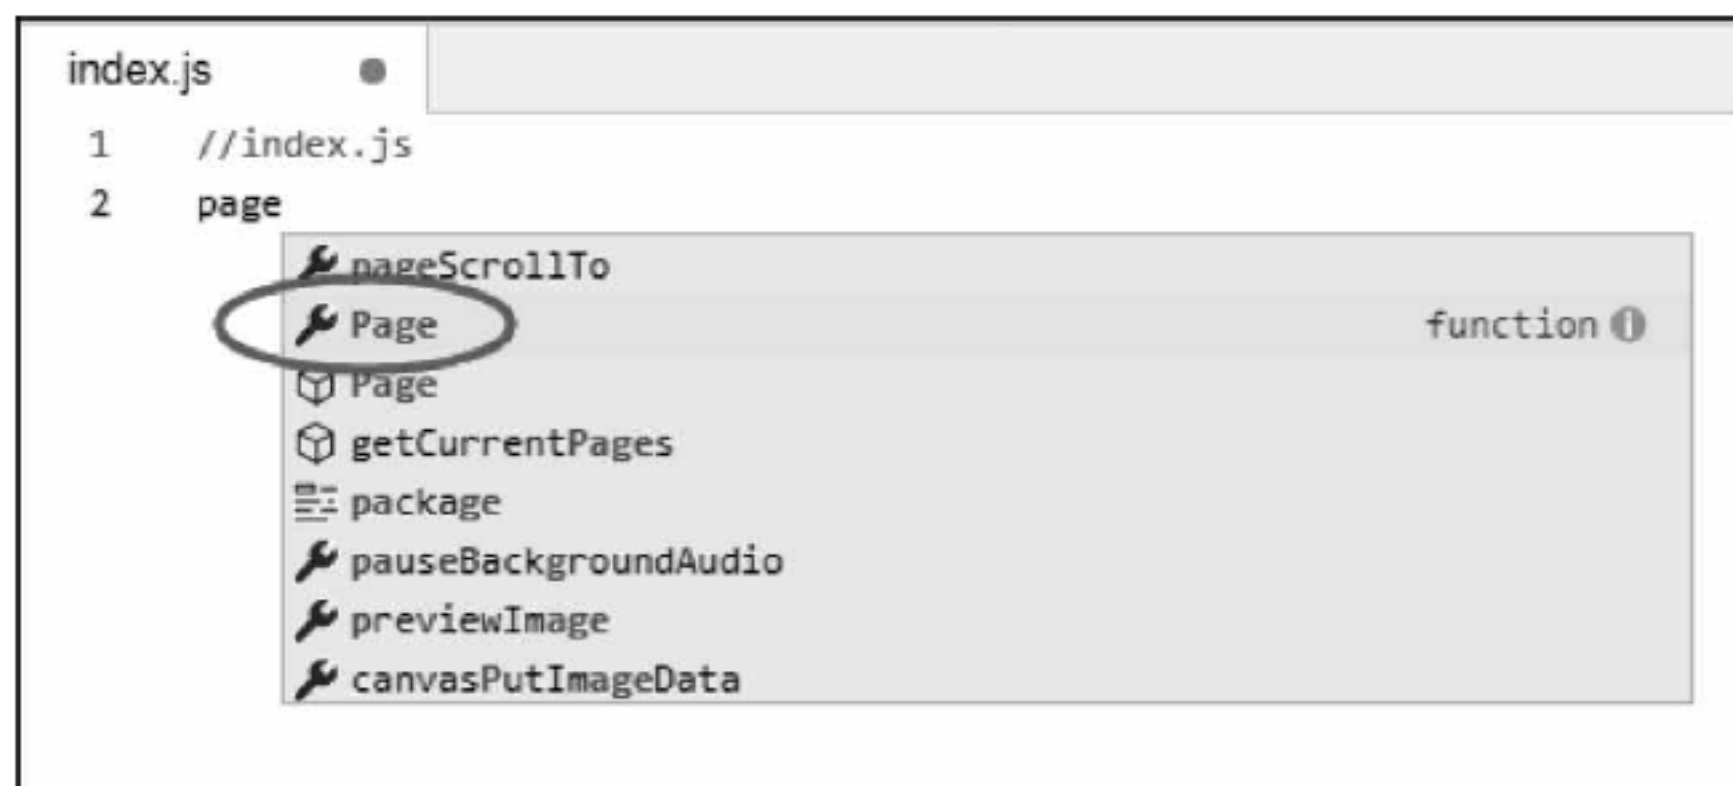 index.js
1 //index.js
2 page
pageScrollTo
Page function
Page
getCurrentPages
package
pauseBackgroundAudio
previewImage
canvasPutImageData